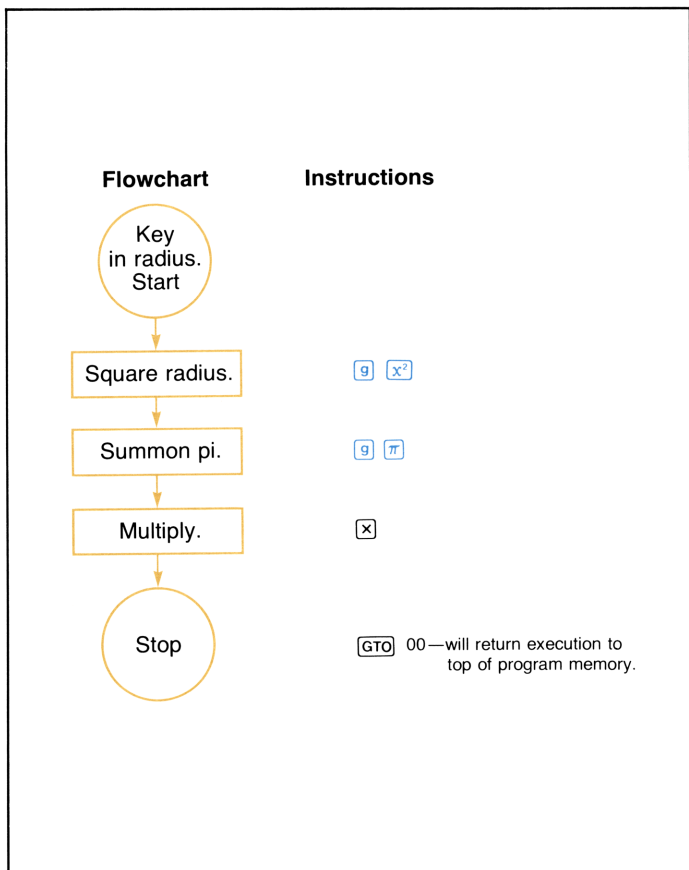 Flowchart Instructions
Key
in radius.
Start
Square radius. g x²
Summon pi. g π
Multiply. ×
Stop GTO 00—will return execution to
top of program memory.